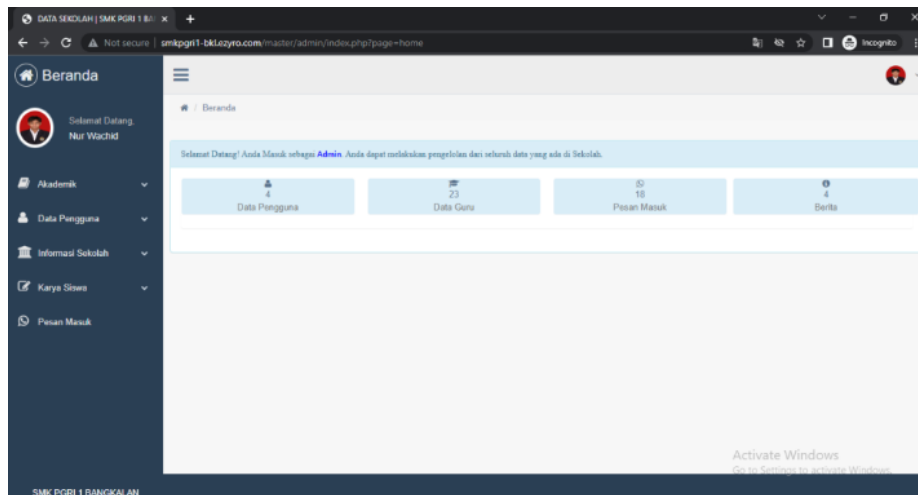 DATA SEKOLAH | SMK PGRI 1 BA
Not secure | smkpgri1-bkl.ezyro.com/master/admin/index.php?page=home
Incognito
Beranda
Selamat Datang,
Nur Wachid
Akademik
Data Pengguna
Informasi Sekolah
Karya Siswa
Pesan Masuk
SMK PGRI 1 BANGKALAN
/ Beranda
Selamat Datang! Anda Masuk sebagai Admin. Anda dapat melakukan pengelolan dari seluruh data yang ada di Sekolah.
4
Data Pengguna
23
Data Guru
18
Pesan Masuk
4
Berita
Activate Windows
Go to Settings to activate Windows.